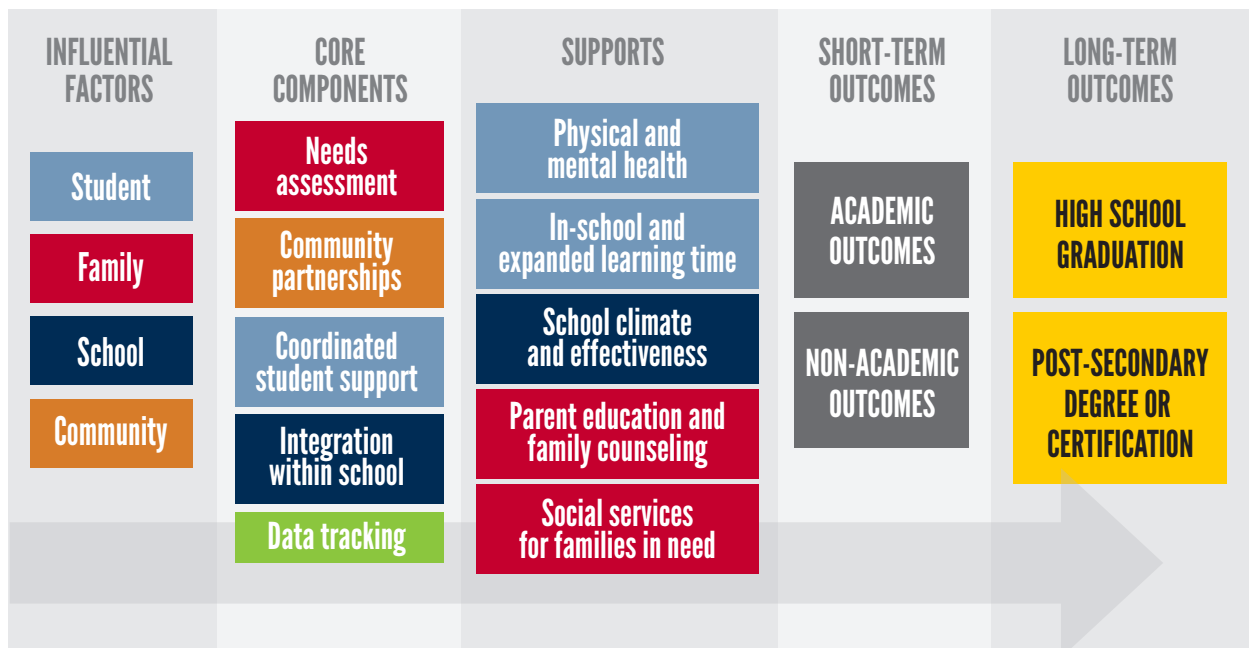 INFLUENTIAL
FACTORS
Student
Family
School
Community
CORE
COMPONENTS
Needs
assessment
Community
partnerships
Coordinated
student support
Integration
within school
Data tracking
SUPPORTS
Physical and
mental health
In-school and
expanded learning time
School climate
and effectiveness
Parent education and
family counseling
Social services
for families in need
SHORT-TERM
OUTCOMES
ACADEMIC
OUTCOMES
NON-ACADEMIC
OUTCOMES
LONG-TERM
OUTCOMES
HIGH SCHOOL
GRADUATION
POST-SECONDARY
DEGREE OR
CERTIFICATION